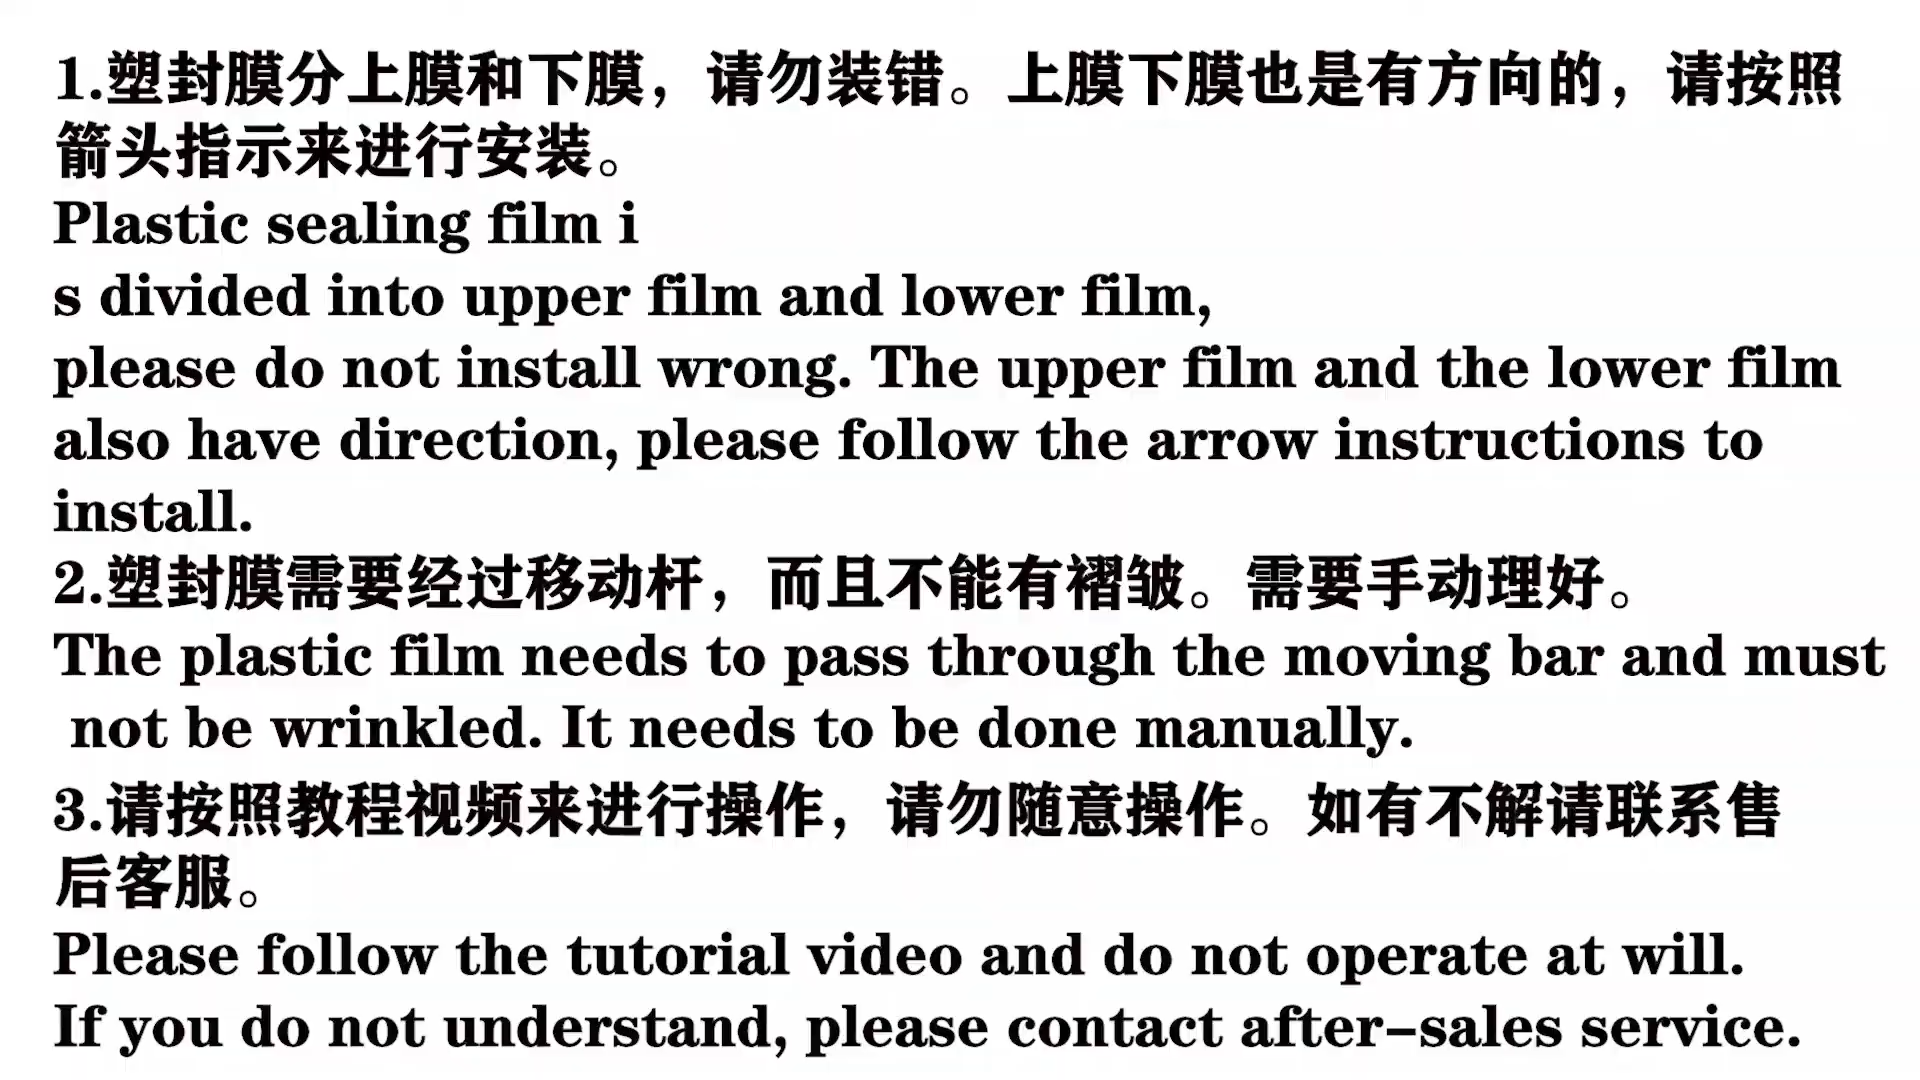 1.塑封膜分上膜和下膜，请勿装错。上膜下膜也是有方向的，请按照
箭头指示来进行安装。
Plastic sealing film i
s divided into upper film and lower film,
please do not install wrong. The upper film and the lower film
also have direction, please follow the arrow instructions to
install.
2.塑封膜需要经过移动杆，而且不能有褶皱。需要手动理好。
The plastic film needs to pass through the moving bar and must
not be wrinkled. It needs to be done manually.
3.请按照教程视频来进行操作，请勿随意操作。如有不解请联系售
后客服。
Please follow the tutorial video and do not operate at will.
If you do not understand, please contact after-sales service.